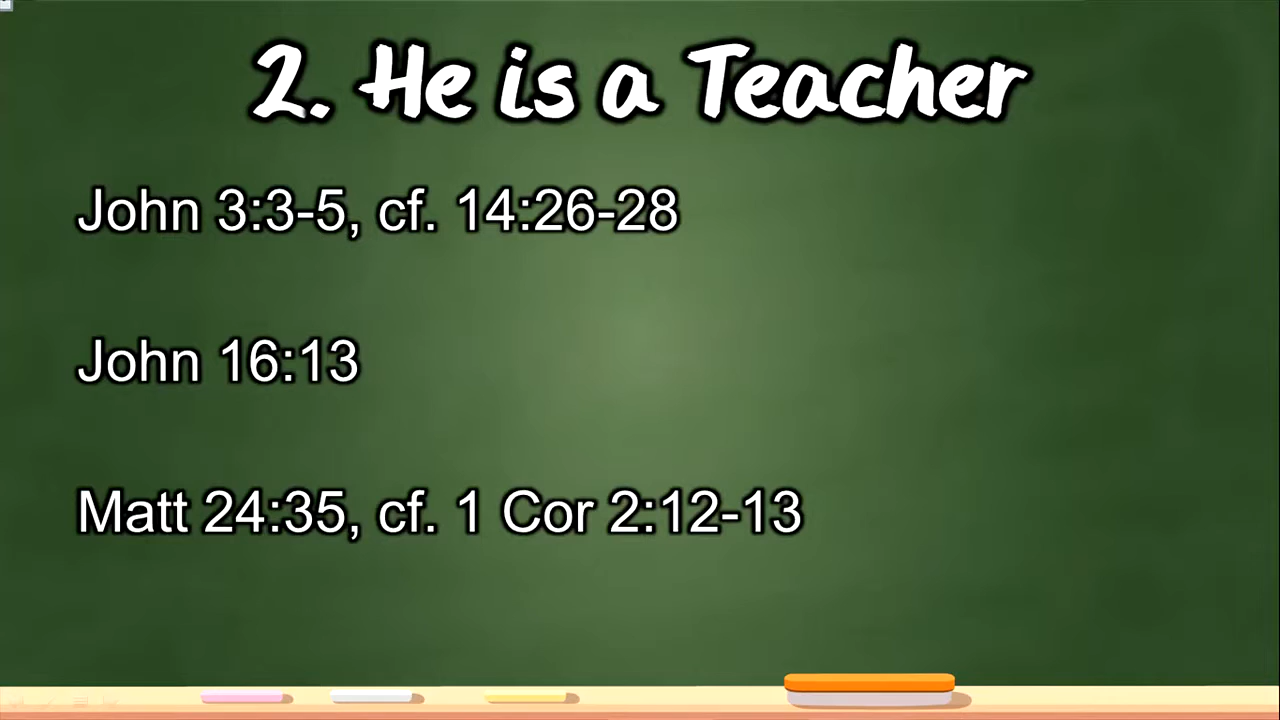 2. He is a Teacher
John 3:3-5, cf. 14:26-28
John 16:13
Matt 24:35, cf. 1 Cor 2:12-13